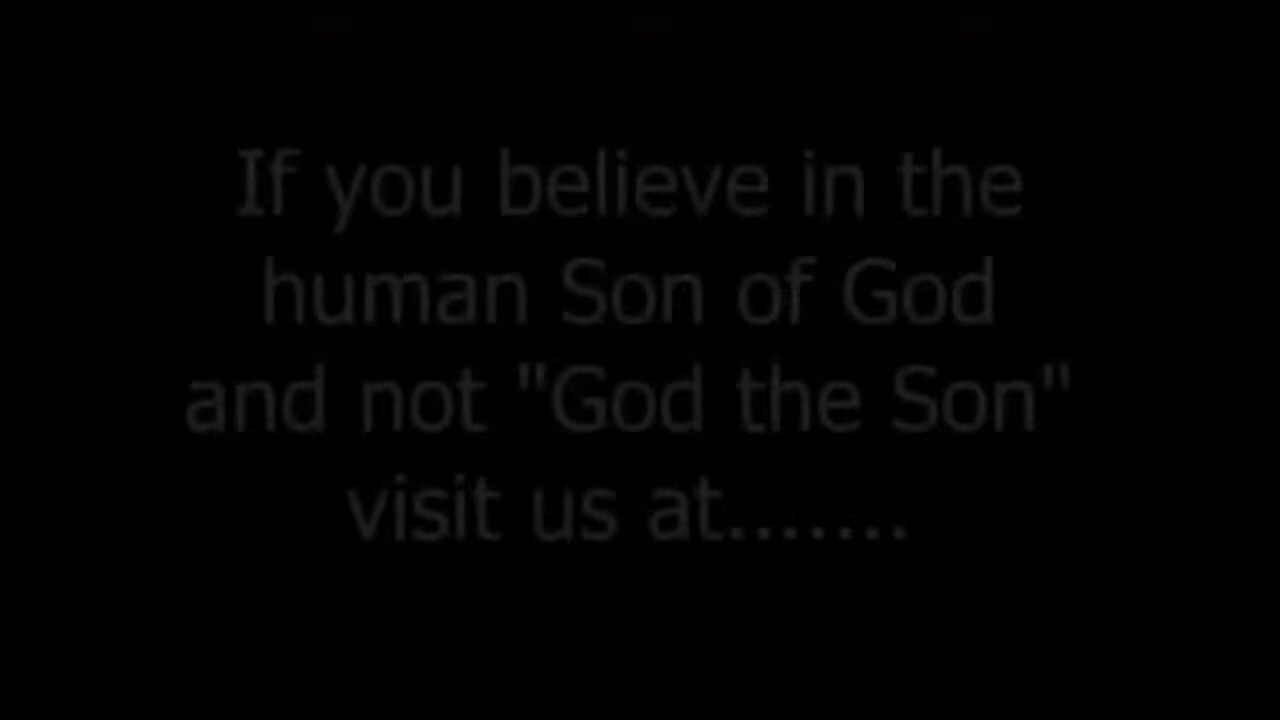 If you believe in the
human Son of God
and not "God the Son"
visit us at.......